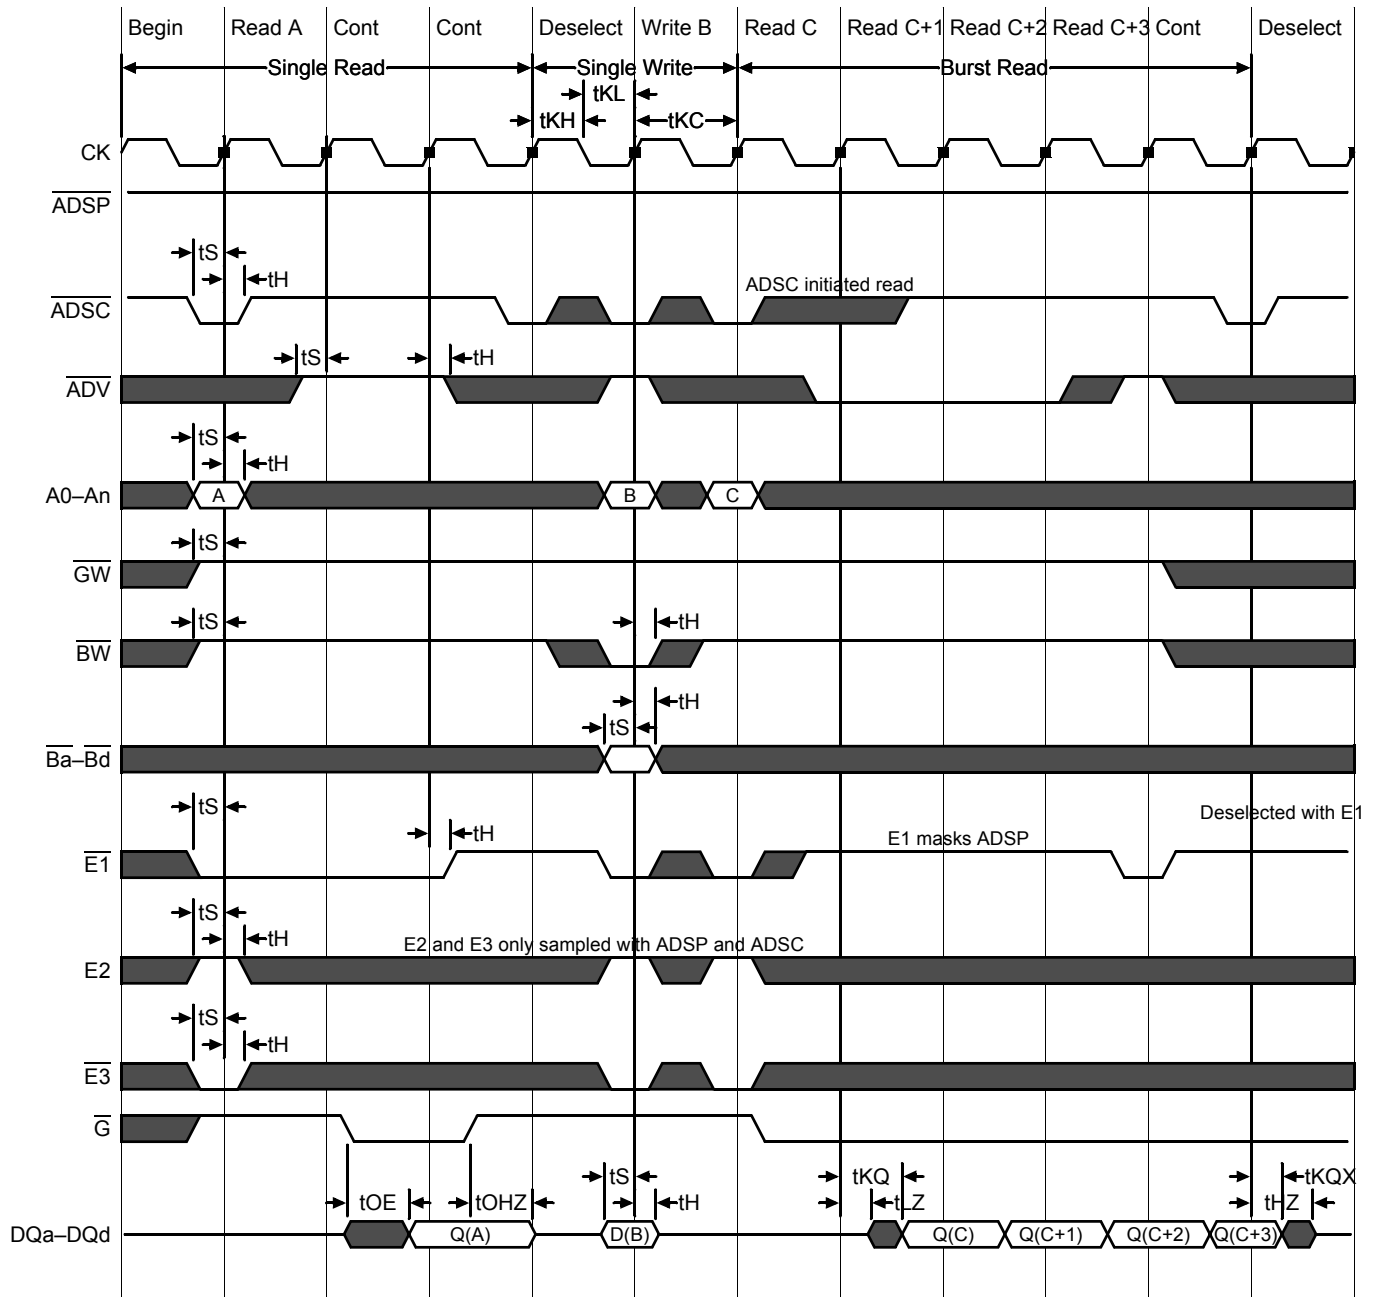 Begin Read A Cont Cont Deselect Write B Read C Read C+1 Read C+2 Read C+3 Cont Deselect
Single Read Single Write Burst Read
tKL
tKH tKC
CK
ADSP
tS
tH
ADSC initiated read
ADSC
tS tH
ADV
tS
tH
A0–An A B C
tS
GW
tS tH
BW
tH
tS
Ba–Bd
tS
Deselected with E1
tH E1 masks ADSP
E1
tS
tH E2 and E3 only sampled with ADSP and ADSC
E2
tS
tH
E3
G
tS tKQ tKQX
tOE tOHZ tH tLZ tHZ
DQa–DQd Q(A) D(B) Q(C) Q(C+1) Q(C+2) Q(C+3)